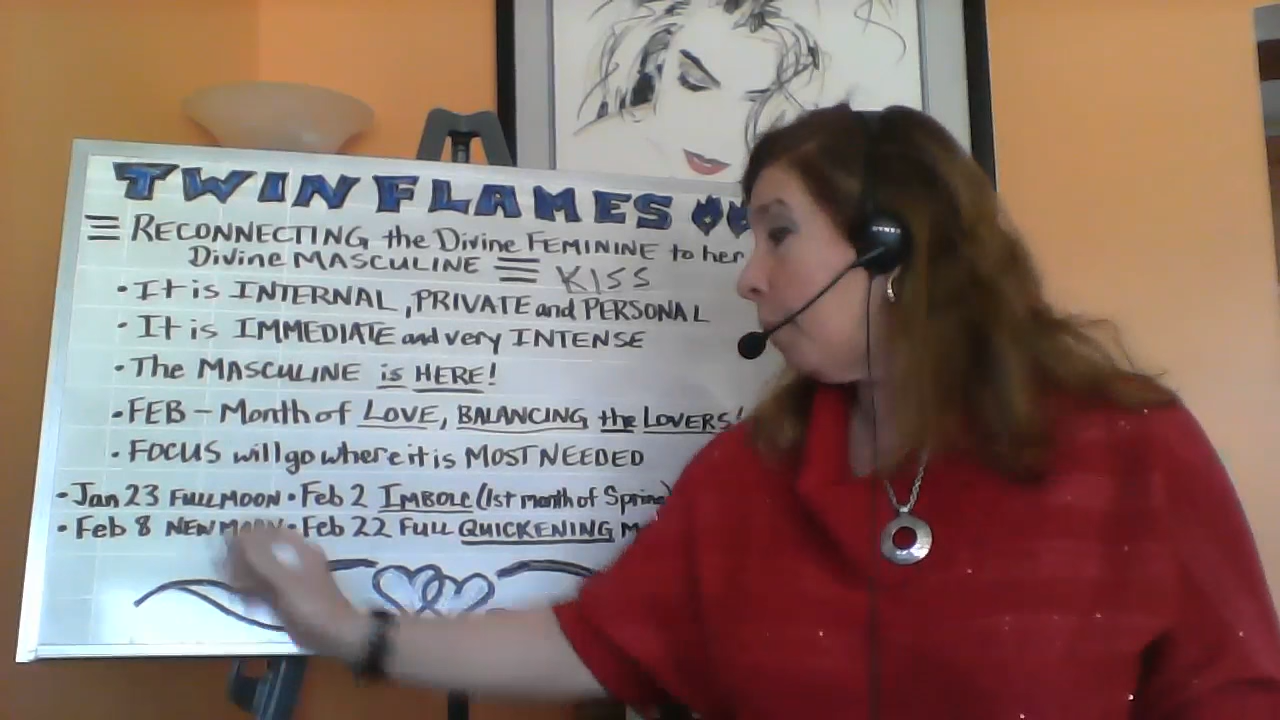 TWIN FLAMES
RECONNECTING the Divine FEMININE to her
Divine MASCULINE
KISS
• It is INTERNAL, PRIVATE and PERSONAL
• It is IMMEDIATE and very INTENSE
• The MASCULINE is HERE!
• FEB - Month of LOVE, BALANCING the LOVERS!
• FOCUS will go where it is MOST NEEDED
• Jan 23 FULL MOON • Feb 2 IMBOLC (1st month of Spring)
• Feb 8 NEW MOON • Feb 22 FULL QUICKENING